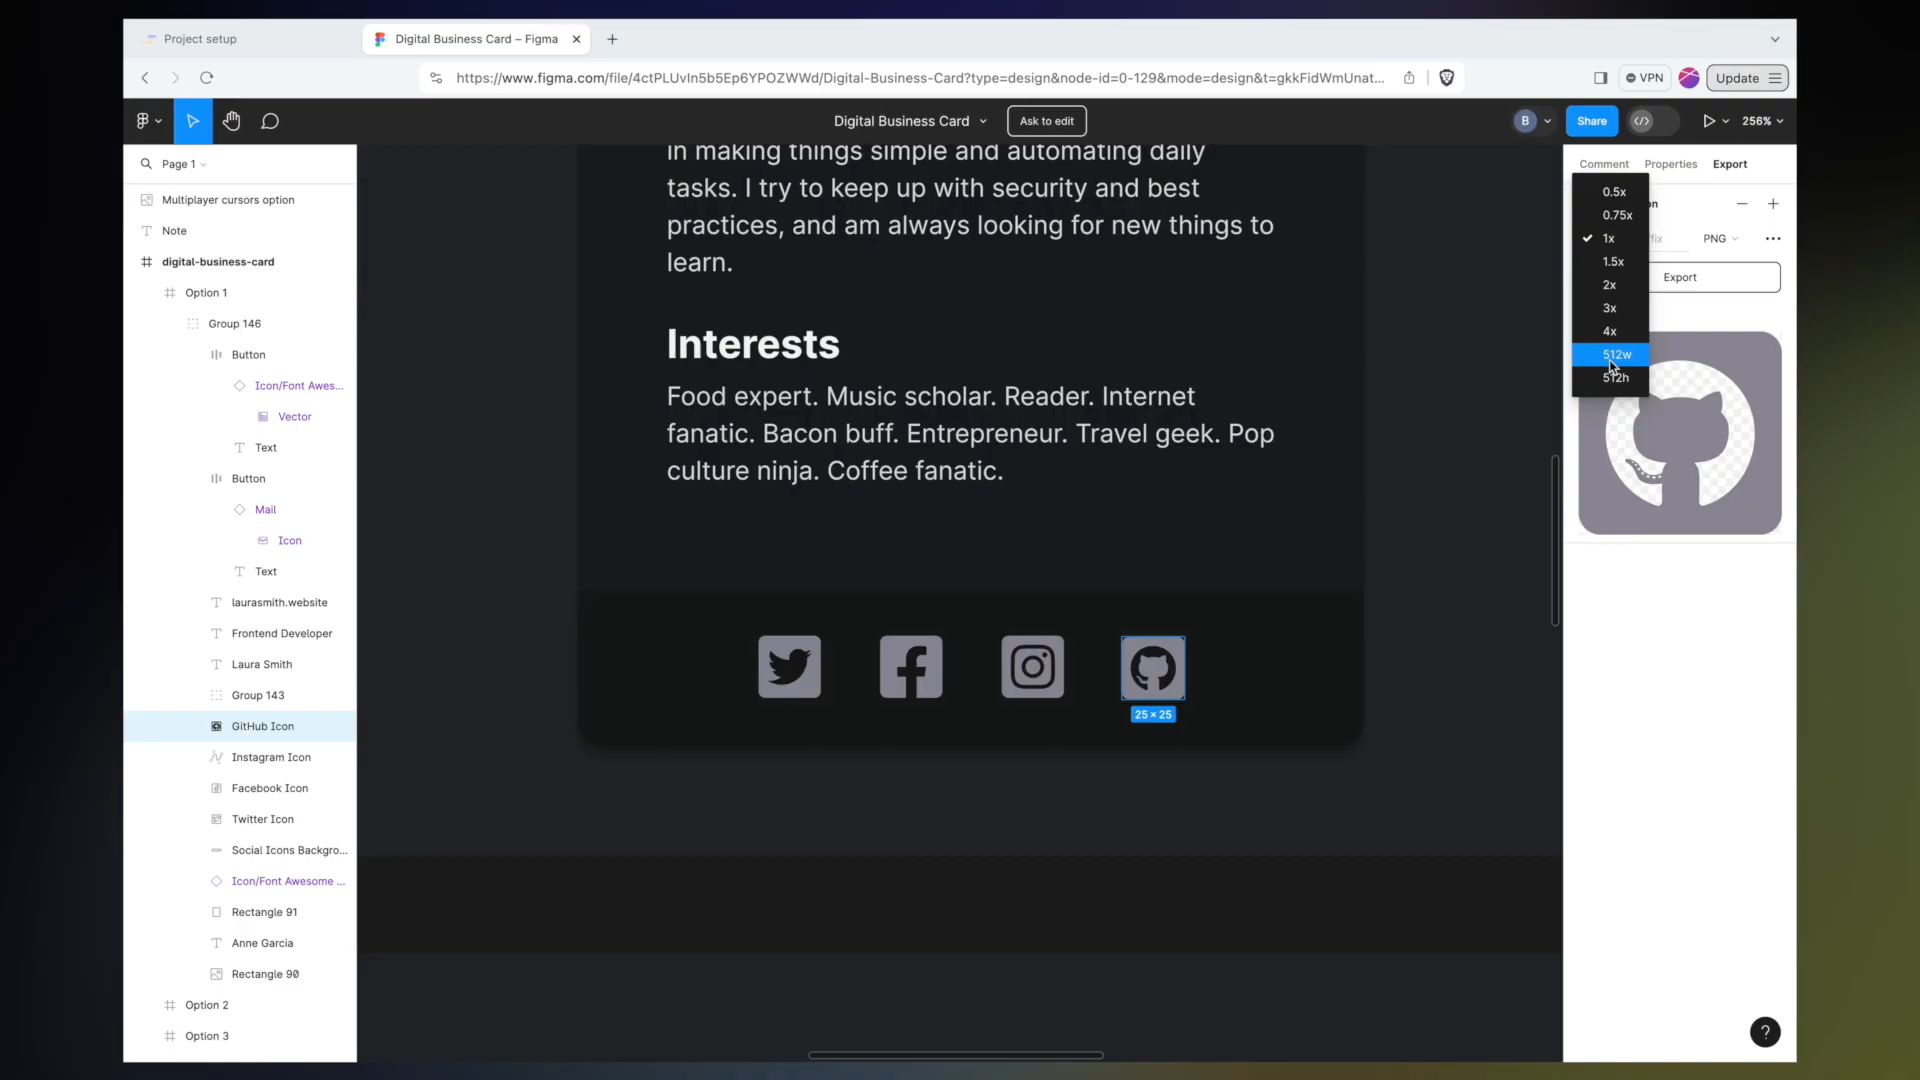 Project setup
Digital Business Card – Figma
https://www.figma.com/file/4ctPLUvIn5b5Ep6YPOZWWd/Digital-Business-Card?type=design&node-id=0-129&mode=design&t=gkkFidWmUnat...
VPN
Update
Digital Business Card
Ask to edit
B
Share
256%
Page 1
Multiplayer cursors option
Note
digital-business-card
Option 1
Group 146
Button
Icon/Font Awes...
Vector
Text
Button
Mail
Icon
Text
laurasmith.website
Frontend Developer
Laura Smith
Group 143
GitHub Icon
Instagram Icon
Facebook Icon
Twitter Icon
Social Icons Backgro...
Icon/Font Awesome ...
Rectangle 91
Anne Garcia
Rectangle 90
Option 2
Option 3
in making things simple and automating daily
tasks. I try to keep up with security and best
practices, and am always looking for new things to
learn.
Interests
Food expert. Music scholar. Reader. Internet
fanatic. Bacon buff. Entrepreneur. Travel geek. Pop
culture ninja. Coffee fanatic.
25 × 25
Comment
Properties
Export
0.5x
0.75x
1x
1.5x
2x
3x
4x
512w
512h
PNG
Export
?